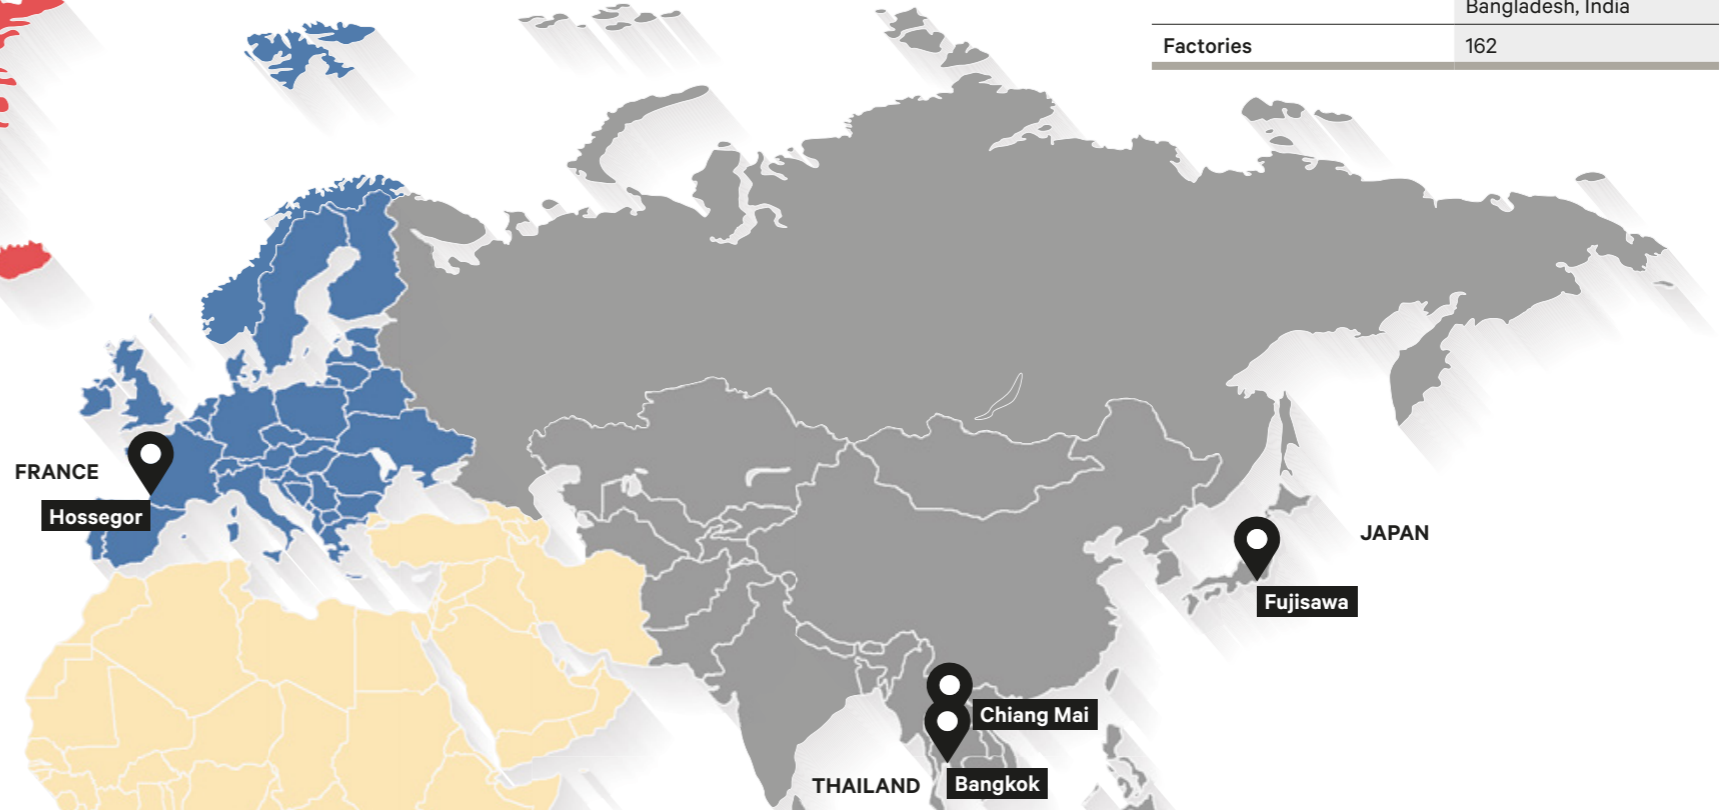 Bangladesh, India
Factories 162
FRANCE
Hossegor
JAPAN
Fujisawa
Chiang Mai
THAILAND
Bangkok